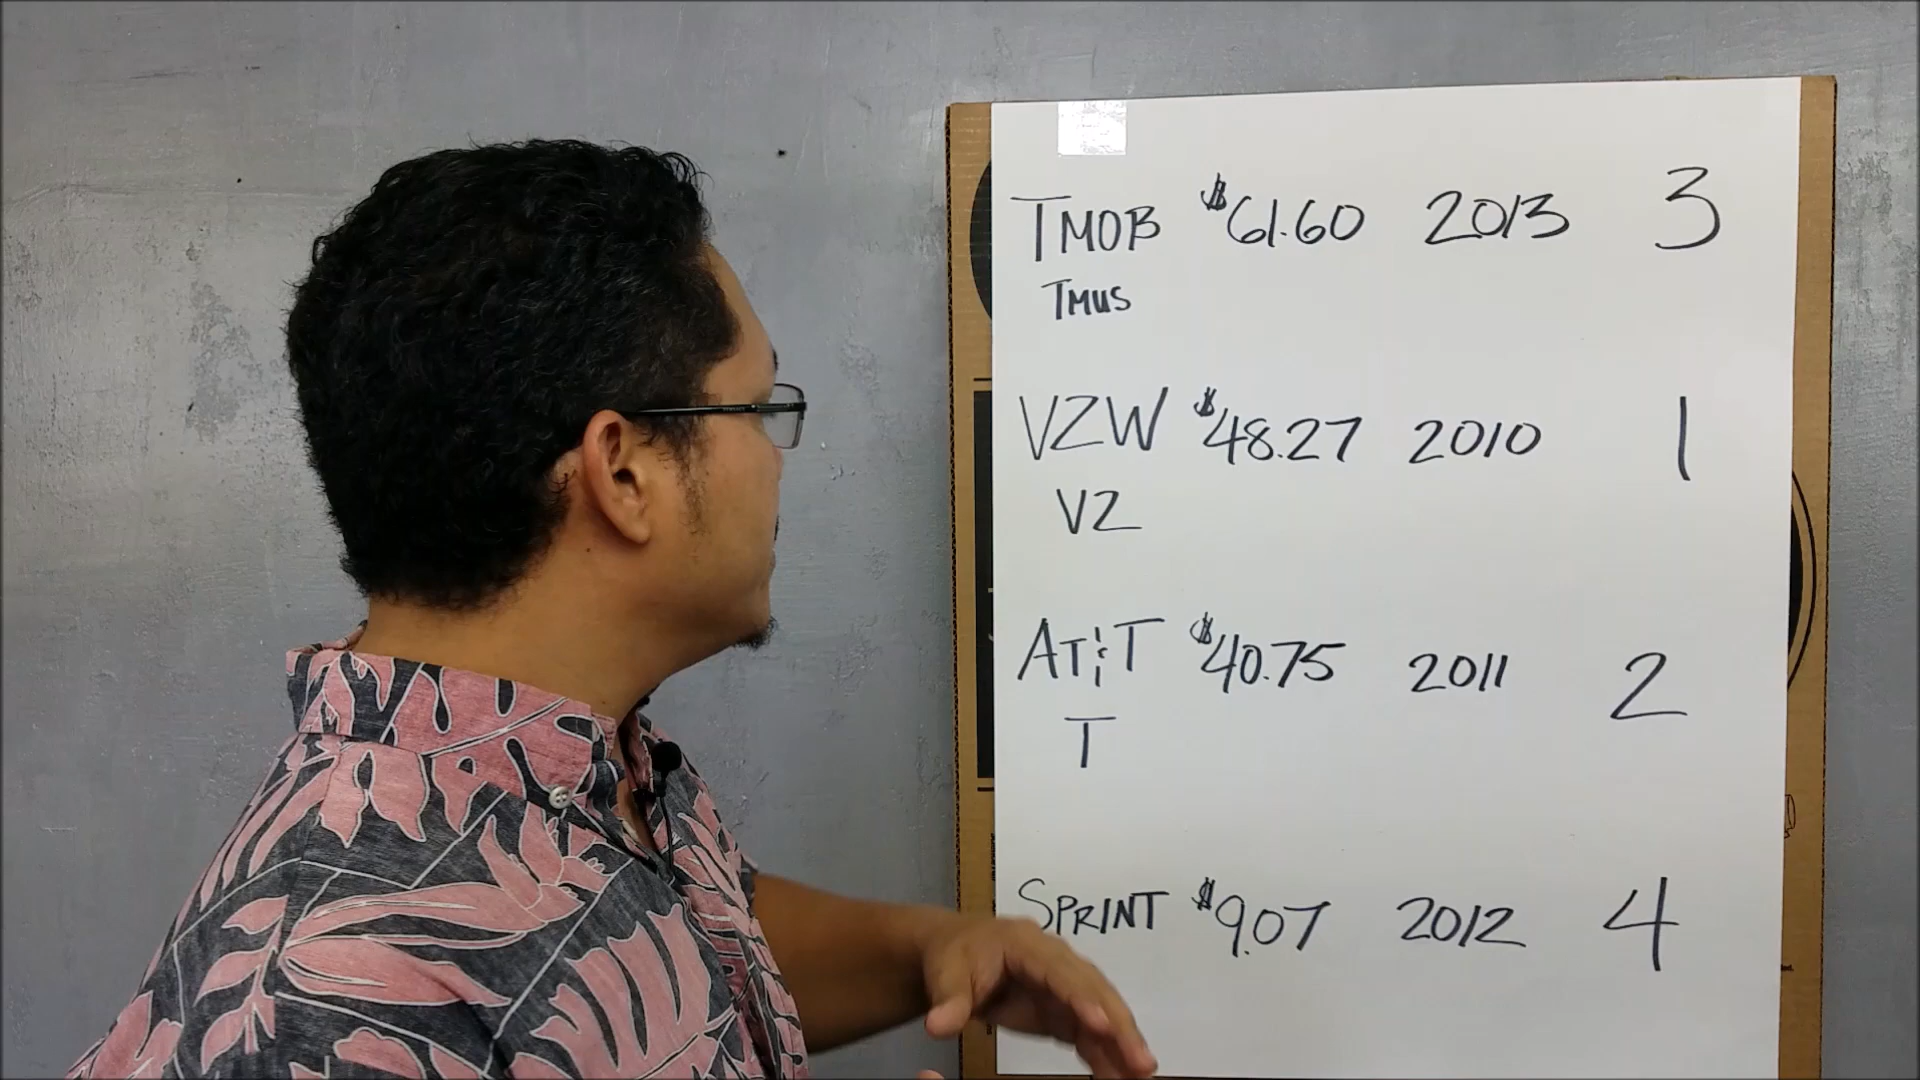 TMOB $61.60 2013 3
TMUS
VZW $48.27 2010 1
VZ
AT&T $40.75 2011 2
T
SPRINT $9.07 2012 4